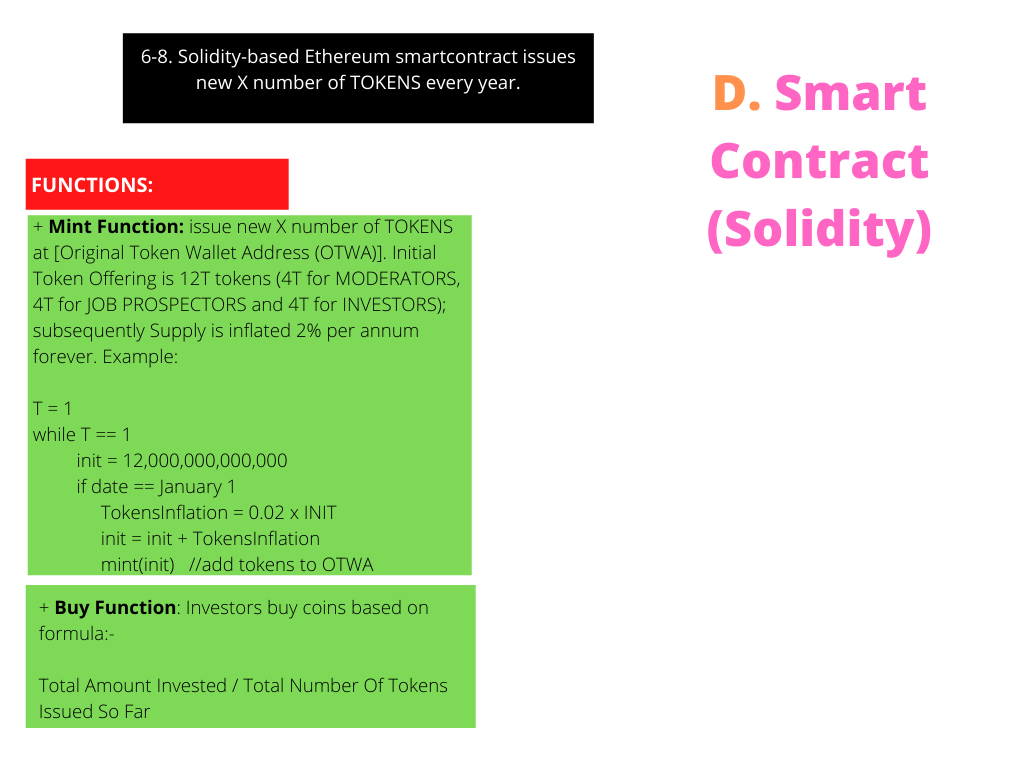 6-8. Solidity-based Ethereum smartcontract issues
new X number of TOKENS every year.
D. Smart
Contract
(Solidity)
FUNCTIONS:
+ Mint Function: issue new X number of TOKENS
at [Original Token Wallet Address (OTWA)]. Initial
Token Offering is 12T tokens (4T for MODERATORS,
4T for JOB PROSPECTORS and 4T for INVESTORS);
subsequently Supply is inflated 2% per annum
forever. Example:
T = 1
while T == 1
init = 12,000,000,000,000
if date == January 1
TokensInflation = 0.02 x INIT
init = init + TokensInflation
mint(init) //add tokens to OTWA
+ Buy Function: Investors buy coins based on
formula:-
Total Amount Invested / Total Number Of Tokens
Issued So Far